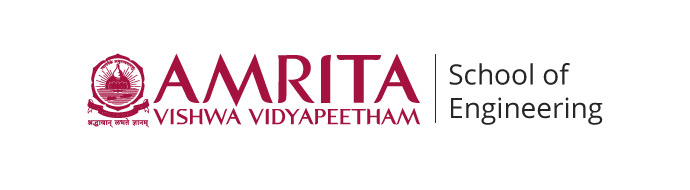 AMRITA
VISHWA VIDYAPEETHAM
श्रद्धावान् लभते ज्ञानम्
School of
Engineering